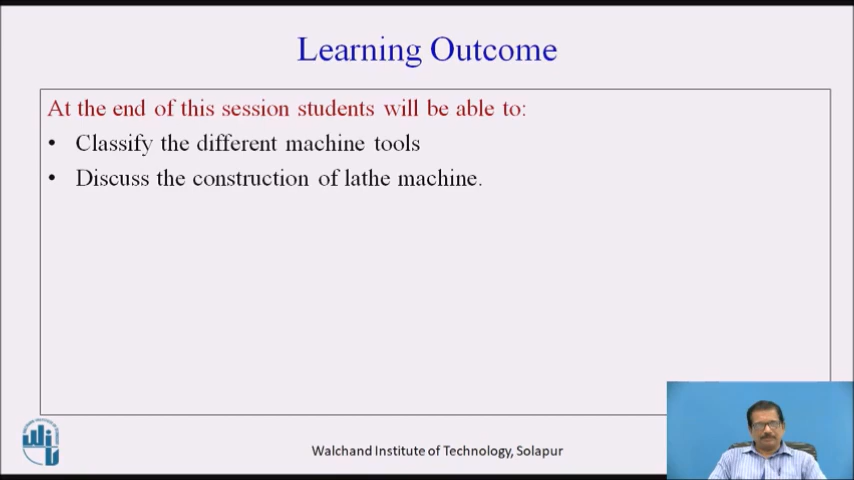 Learning Outcome
At the end of this session students will be able to:
• Classify the different machine tools
• Discuss the construction of lathe machine.
Walchand Institute of Technology, Solapur